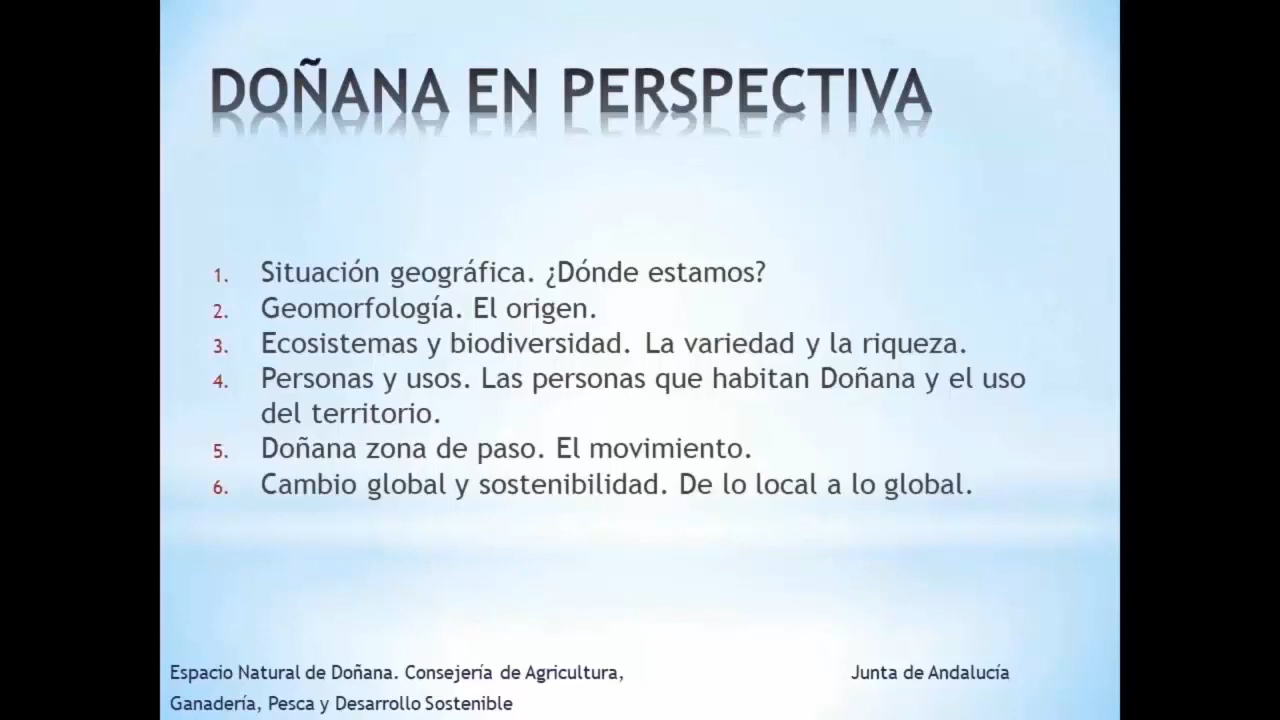 DOÑANA EN PERSPECTIVA
1. Situación geográfica. ¿Dónde estamos?
2. Geomorfología. El origen.
3. Ecosistemas y biodiversidad. La variedad y la riqueza.
4. Personas y usos. Las personas que habitan Doñana y el uso
del territorio.
5. Doñana zona de paso. El movimiento.
6. Cambio global y sostenibilidad. De lo local a lo global.
Espacio Natural de Doñana. Consejería de Agricultura,
Ganadería, Pesca y Desarrollo Sostenible
Junta de Andalucía